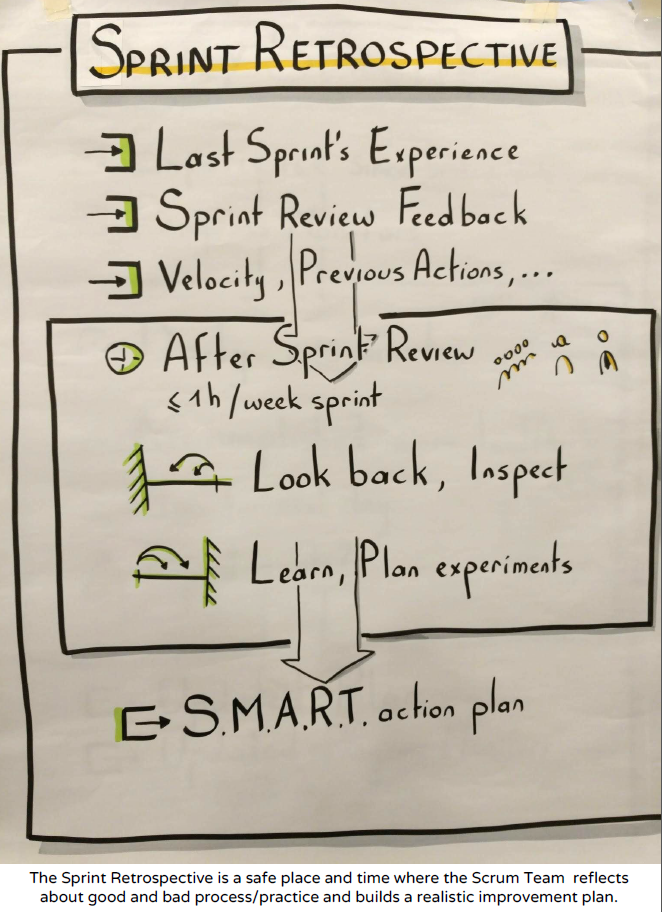 SPRINT RETROSPECTIVE
Last Sprint's Experience
Sprint Review Feedback
Velocity, Previous Actions,...
After Sprint Review
≤ 1h/week sprint
Look back, Inspect
Learn, Plan experiments
S.M.A.R.T. action plan
The Sprint Retrospective is a safe place and time where the Scrum Team reflects
about good and bad process/practice and builds a realistic improvement plan.